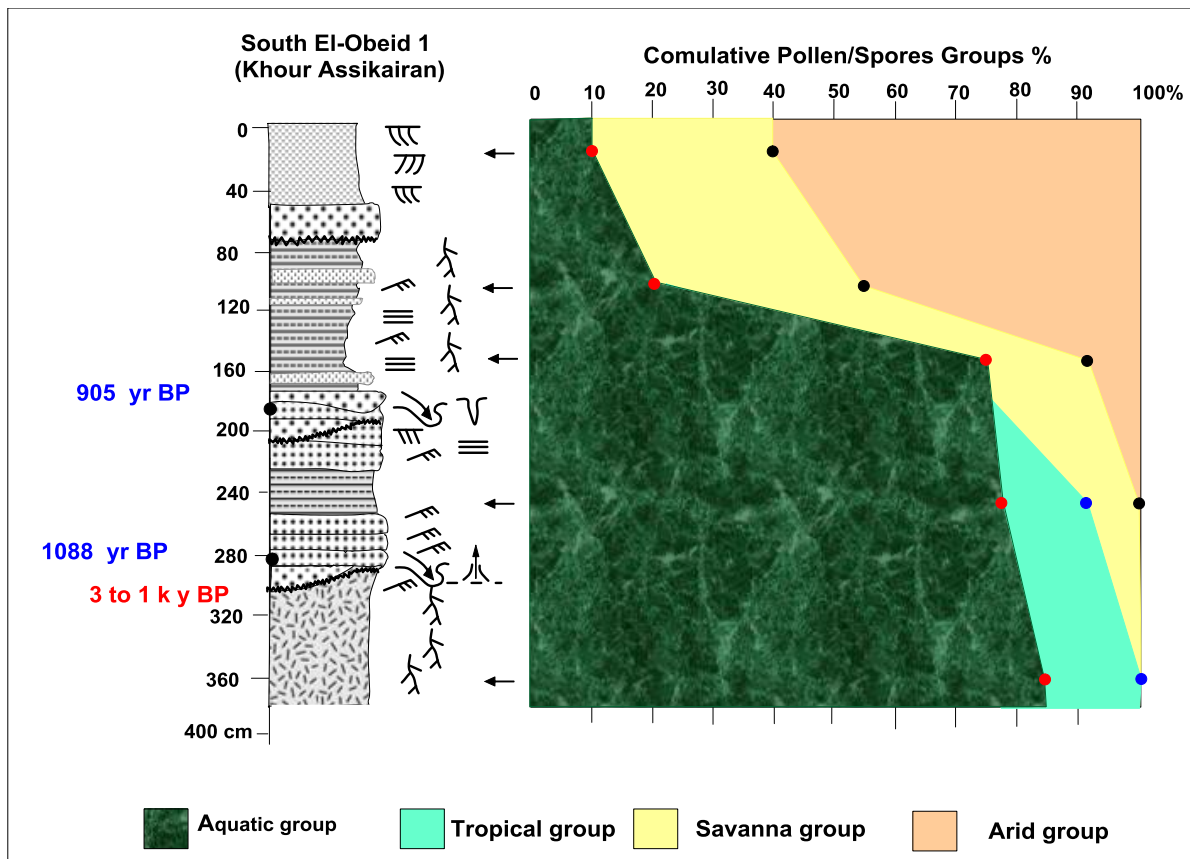 South El-Obeid 1
(Khour Assikairan)
Comulative Pollen/Spores Groups %
0 10 20 30 40 50 60 70 80 90 100%
0
40
80
120
160
905 yr BP
200
240
1088 yr BP
280
3 to 1 k y BP
320
360
400 cm
Aquatic group
Tropical group
Savanna group
Arid group